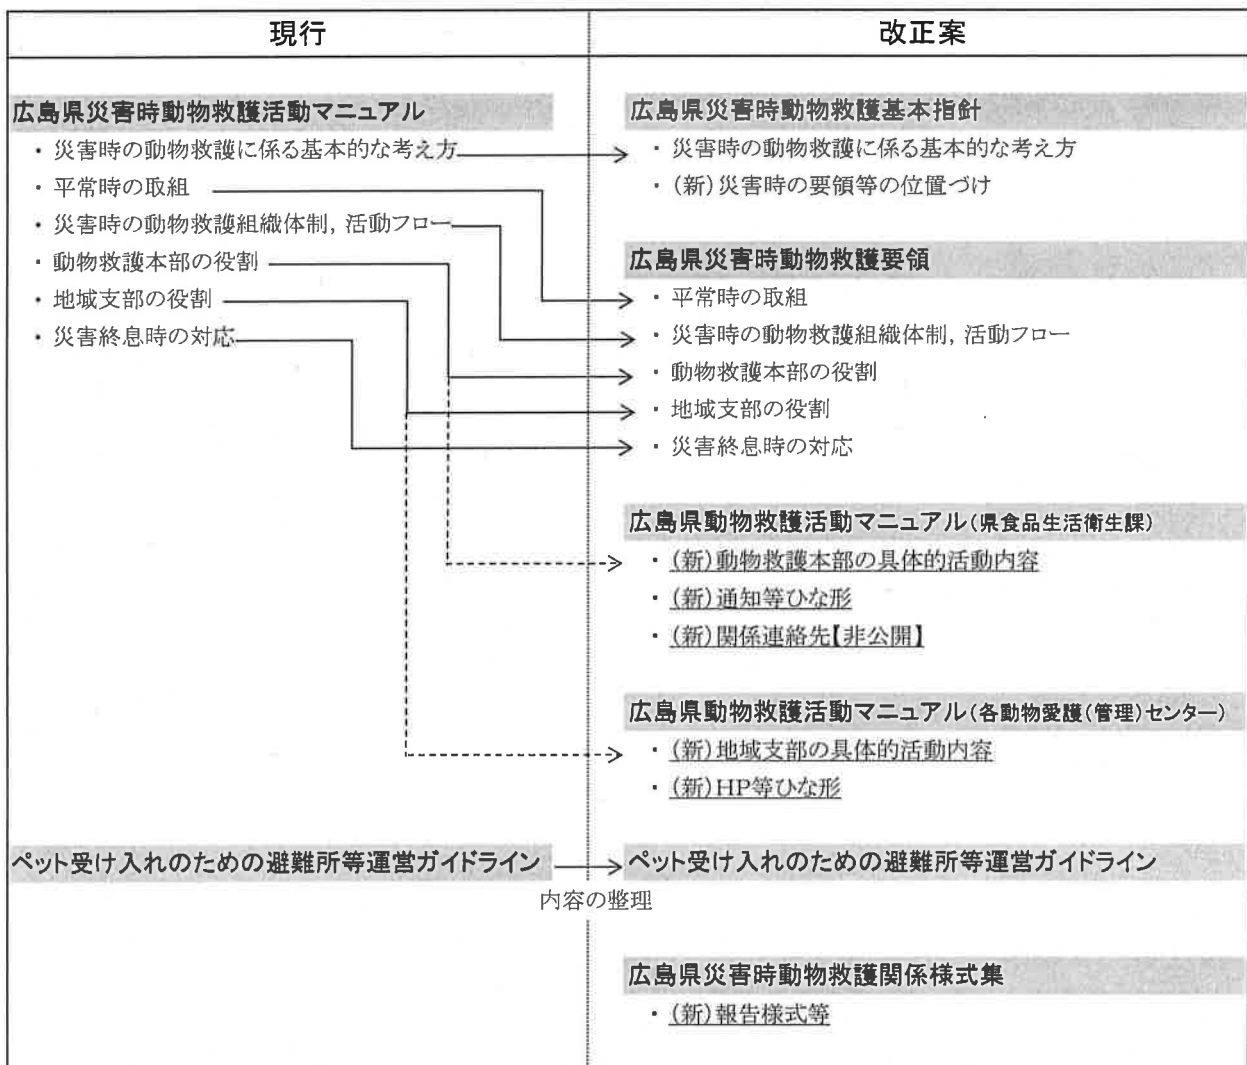 現行
広島県災害時動物救護活動マニュアル
・災害時の動物救護に係る基本的な考え方
・平常時の取組
・災害時の動物救護組織体制, 活動フロー
・動物救護本部の役割
・地域支部の役割
・災害終息時の対応
ペット受け入れのための避難所等運営ガイドライン
内容の整理
改正案
広島県災害時動物救護基本指針
・災害時の動物救護に係る基本的な考え方
・(新)災害時の要領等の位置づけ
広島県災害時動物救護要領
・平常時の取組
・災害時の動物救護組織体制, 活動フロー
・動物救護本部の役割
・地域支部の役割
・災害終息時の対応
広島県動物救護活動マニュアル(県食品生活衛生課)
・(新)動物救護本部の具体的活動内容
・(新)通知等ひな形
・(新)関係連絡先【非公開】
広島県動物救護活動マニュアル(各動物愛護(管理)センター)
・(新)地域支部の具体的活動内容
・(新)HP等ひな形
ペット受け入れのための避難所等運営ガイドライン
広島県災害時動物救護関係様式集
・(新)報告様式等